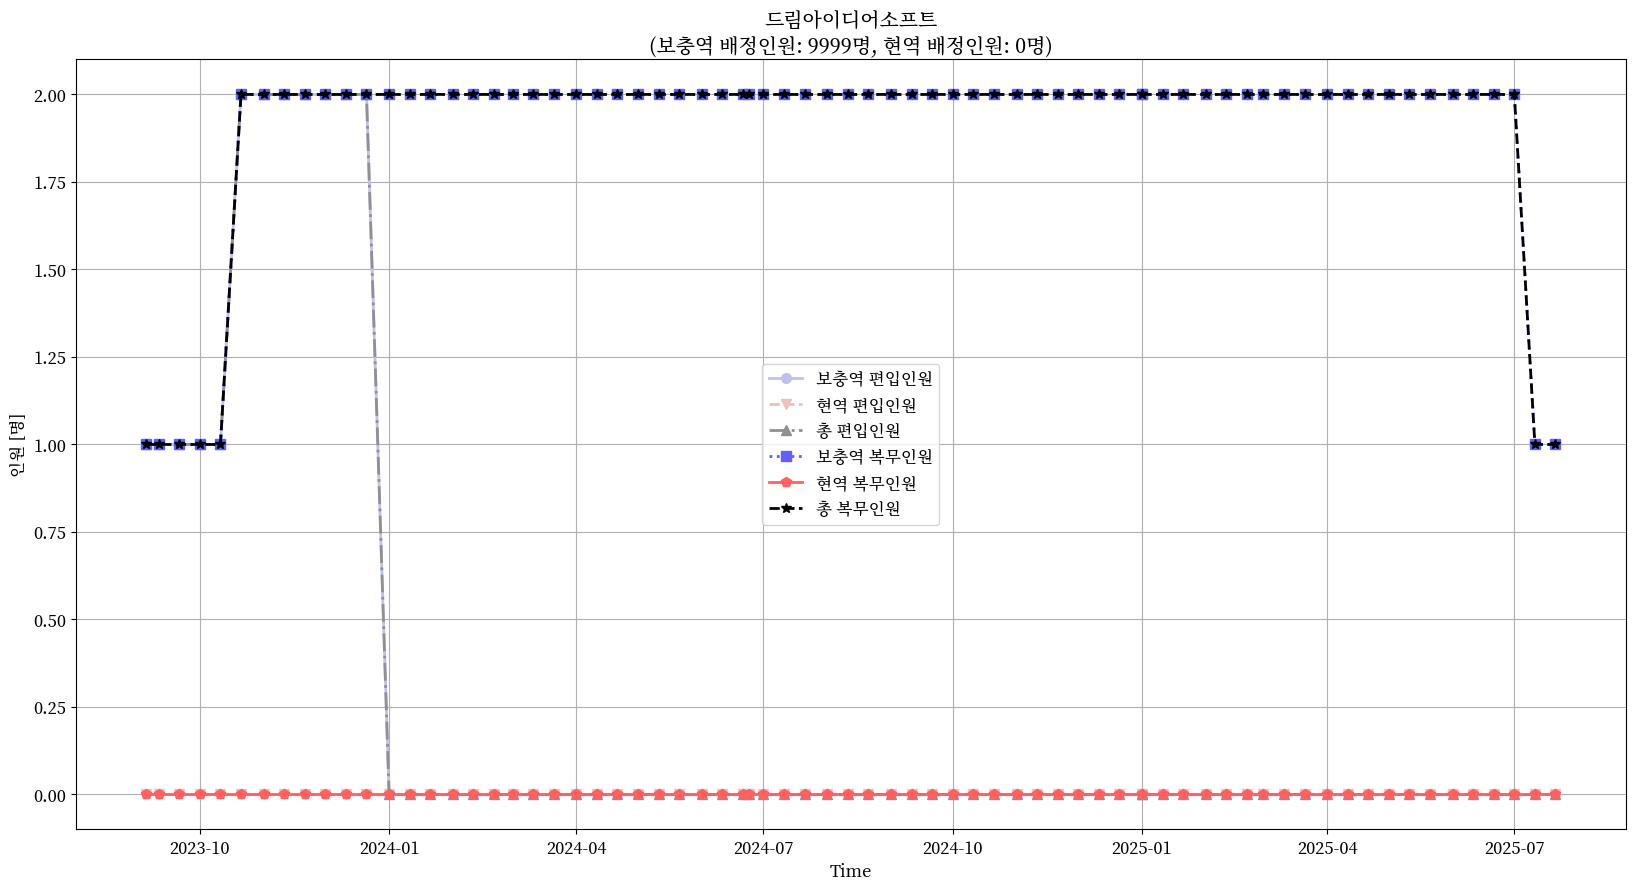 드림아이디어소프트
(보충역 배정인원: 9999명, 현역 배정인원: 0명)
2.00
1.75
1.50
1.25
1.00
0.75
0.50
0.25
0.00
인원 [명]
보충역 편입인원
현역 편입인원
총 편입인원
보충역 복무인원
현역 복무인원
총 복무인원
2023-10 2024-01 2024-04 2024-07 2024-10 2025-01 2025-04 2025-07
Time